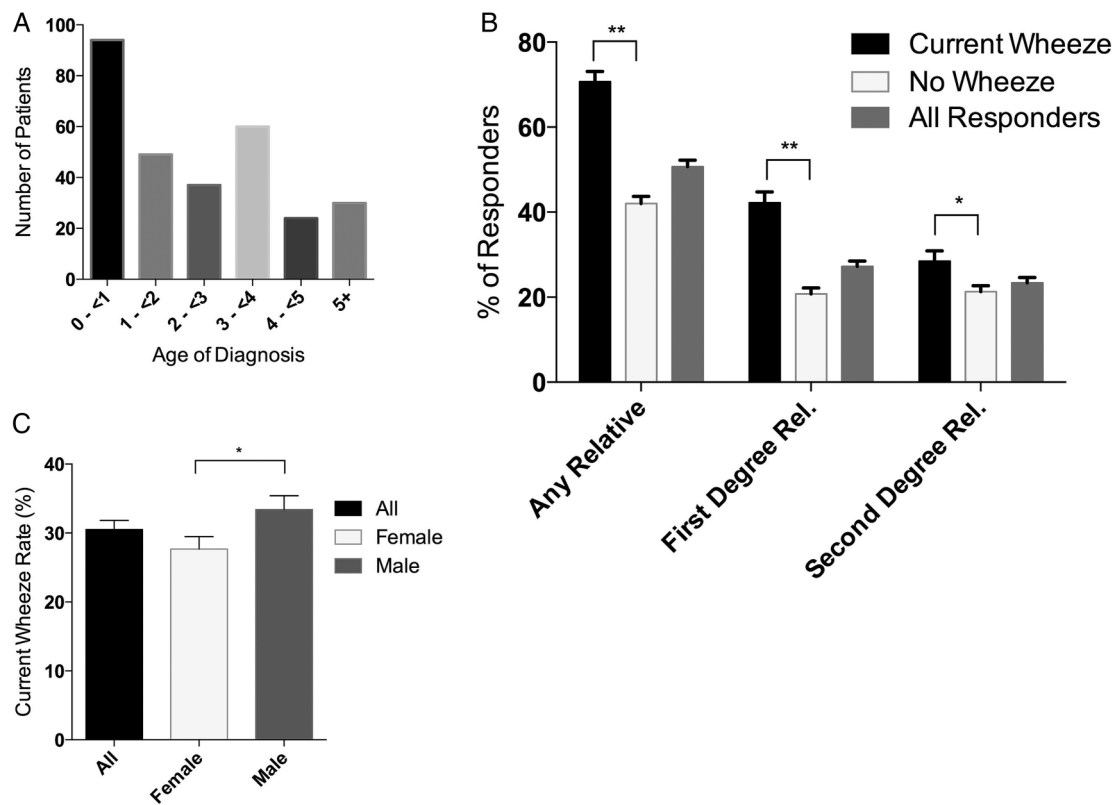 A
Number of Patients
100
80
60
40
20
0
0 - <1
1 - <2
2 - <3
3 - <4
4 - <5
5+
Age of Diagnosis
B
% of Responders
80
60
40
20
0
**
**
*
Current Wheeze
No Wheeze
All Responders
Any Relative
First Degree Rel.
Second Degree Rel.
C
Current Wheeze Rate (%)
40
30
20
10
0
*
All
Female
Male
All
Female
Male